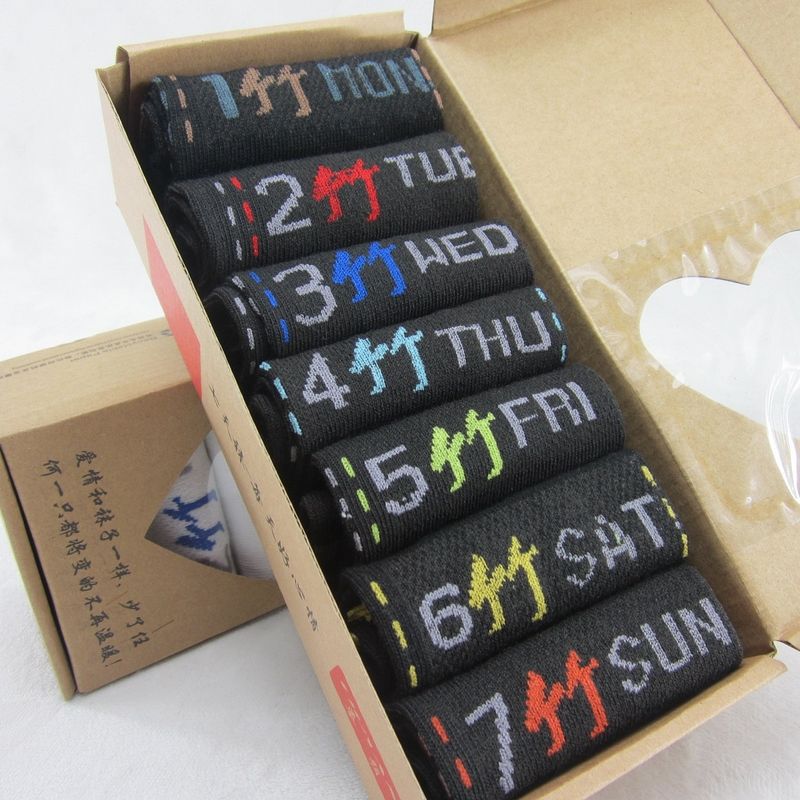 1竹MON
2竹TUE
3竹WED
4竹THU
5竹FRI
6竹SAT
7竹SUN
爱情和袜子一样，少了任
何一只都将变的不再温暖！